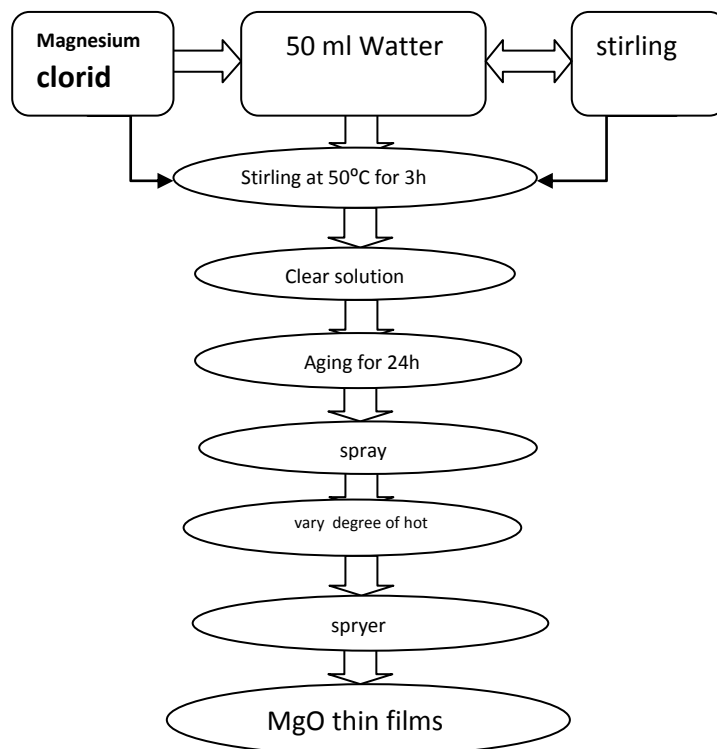 Magnesium
clorid
50 ml Watter
stirling
Stirling at 50⁰C for 3h
Clear solution
Aging for 24h
spray
vary degree of hot
spryer
MgO thin films